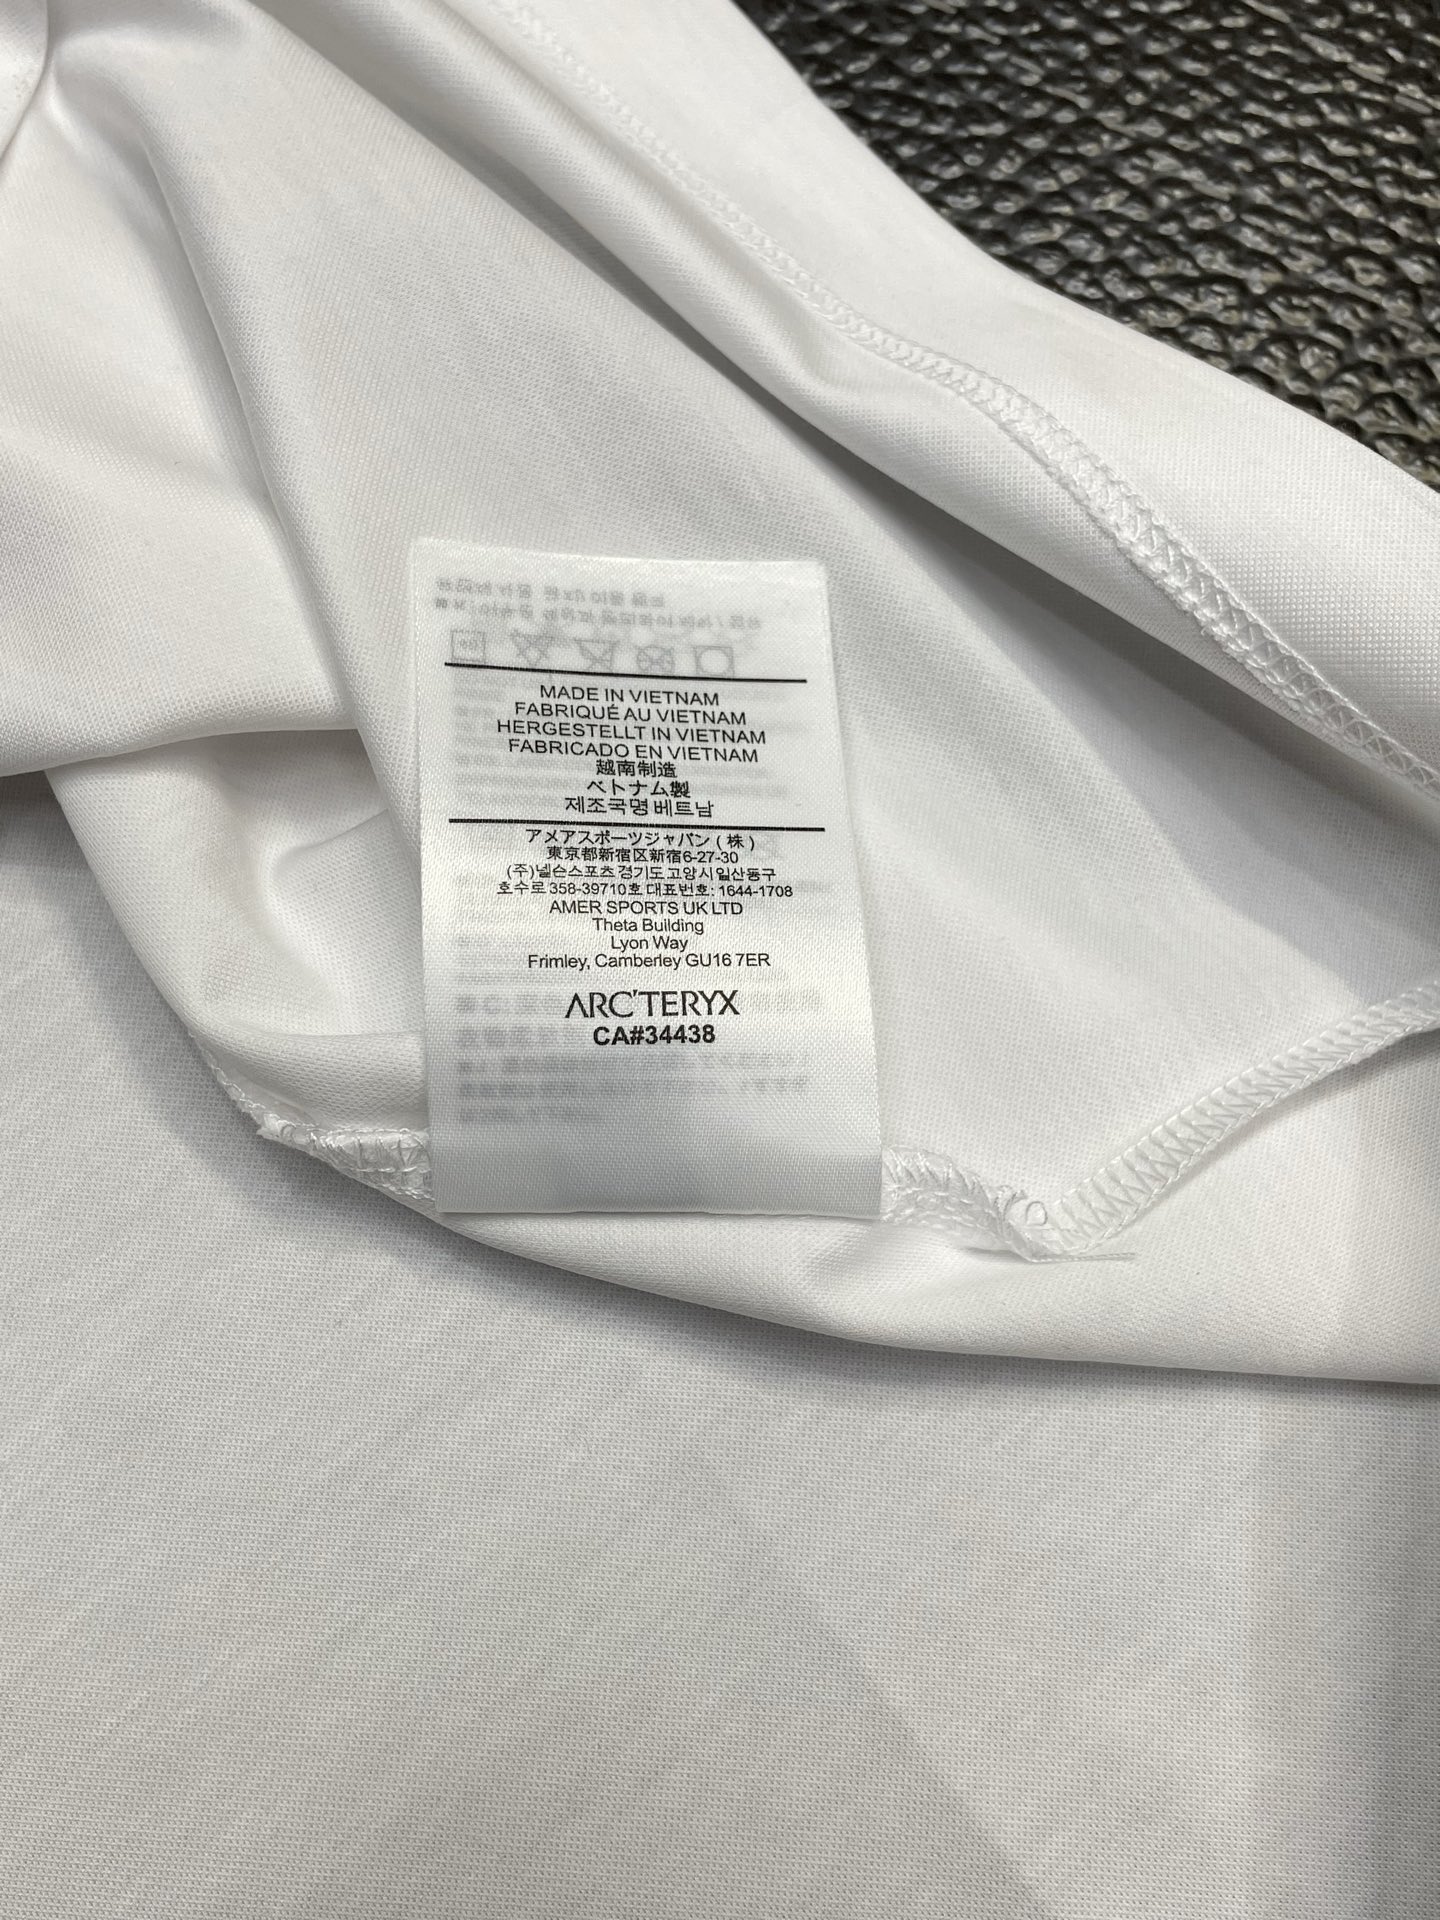 MADE IN VIETNAM
FABRIQUÉ AU VIETNAM
HERGESTELLT IN VIETNAM
FABRICADO EN VIETNAM
越南制造
ベトナム製
제조국명 베트남
アメアスポーツジャパン (株)
東京都新宿区新宿6-27-30
(주)넬슨스포츠 경기도 고양시 일산동구
호수로 358-39 710호 대표번호: 1644-1708
AMER SPORTS UK LTD
Theta Building
Lyon Way
Frimley, Camberley GU16 7ER
ARC'TERYX
CA#34438